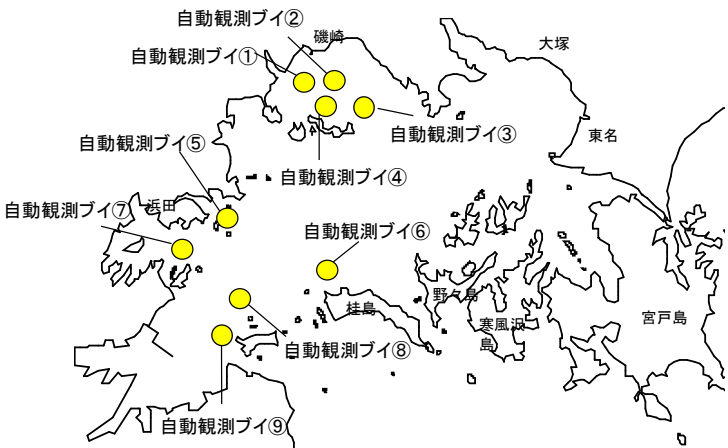 自動観測ブイ②
磯崎
大塚
自動観測ブイ①
自動観測ブイ③
東名
自動観測ブイ⑤
自動観測ブイ④
浜田
自動観測ブイ⑦
自動観測ブイ⑥
野々島
桂島
寒風沢
島
宮戸島
自動観測ブイ⑧
自動観測ブイ⑨